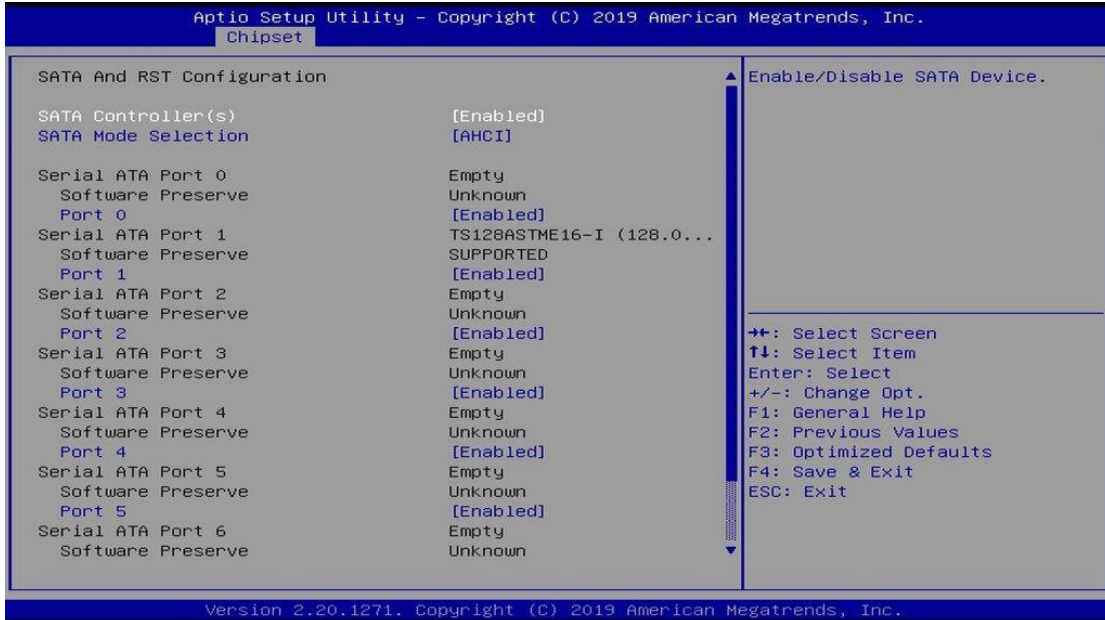 Aptio Setup Utility – Copyright (C) 2019 American Megatrends, Inc.
Chipset
SATA And RST Configuration
SATA Controller(s) [Enabled]
SATA Mode Selection [AHCI]
Serial ATA Port 0 Empty
Software Preserve Unknown
Port 0 [Enabled]
Serial ATA Port 1 TS128ASTME16-I (128.0...
Software Preserve SUPPORTED
Port 1 [Enabled]
Serial ATA Port 2 Empty
Software Preserve Unknown
Port 2 [Enabled]
Serial ATA Port 3 Empty
Software Preserve Unknown
Port 3 [Enabled]
Serial ATA Port 4 Empty
Software Preserve Unknown
Port 4 [Enabled]
Serial ATA Port 5 Empty
Software Preserve Unknown
Port 5 [Enabled]
Serial ATA Port 6 Empty
Software Preserve Unknown
Enable/Disable SATA Device.
→←: Select Screen
↑↓: Select Item
Enter: Select
+/-: Change Opt.
F1: General Help
F2: Previous Values
F3: Optimized Defaults
F4: Save & Exit
ESC: Exit
Version 2.20.1271. Copyright (C) 2019 American Megatrends, Inc.